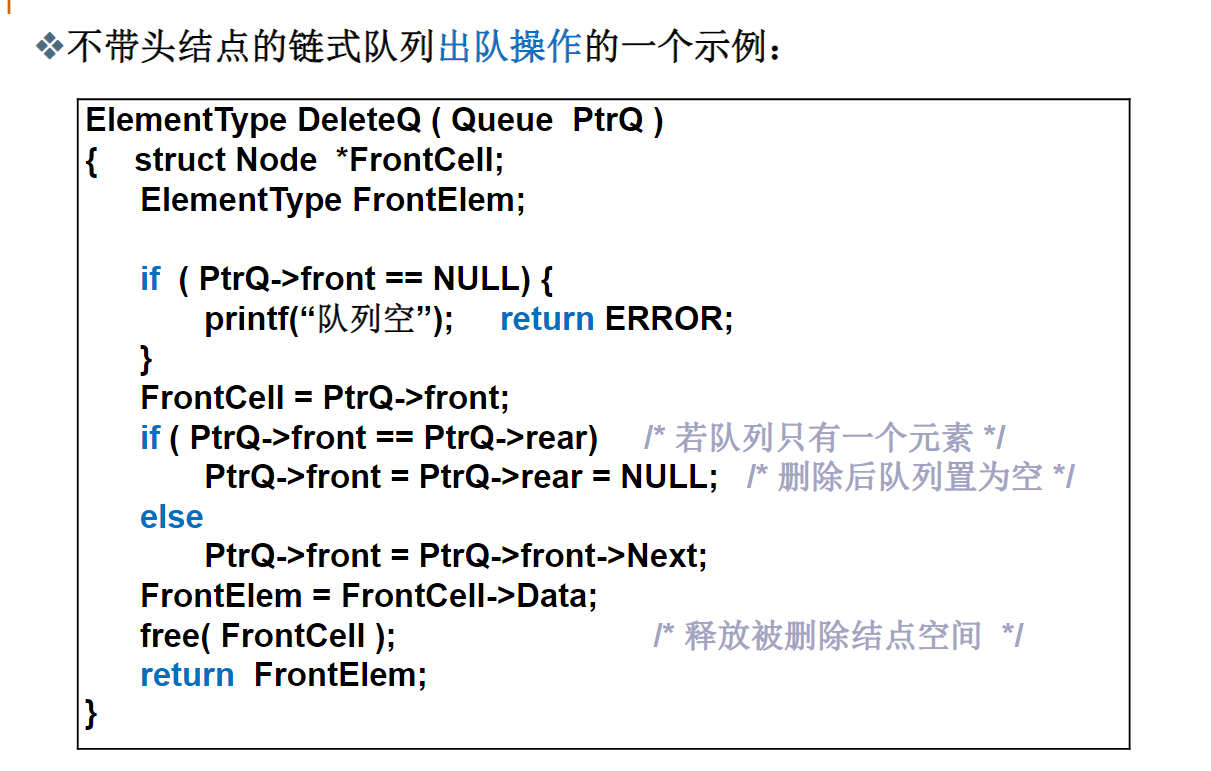 ❖不带头结点的链式队列出队操作的一个示例：
ElementType DeleteQ ( Queue PtrQ )
{ struct Node *FrontCell;
ElementType FrontElem;
if ( PtrQ->front == NULL) {
printf(“队列空”); return ERROR;
}
FrontCell = PtrQ->front;
if ( PtrQ->front == PtrQ->rear) /* 若队列只有一个元素 */
PtrQ->front = PtrQ->rear = NULL; /* 删除后队列置为空 */
else
PtrQ->front = PtrQ->front->Next;
FrontElem = FrontCell->Data;
free( FrontCell ); /* 释放被删除结点空间 */
return FrontElem;
}